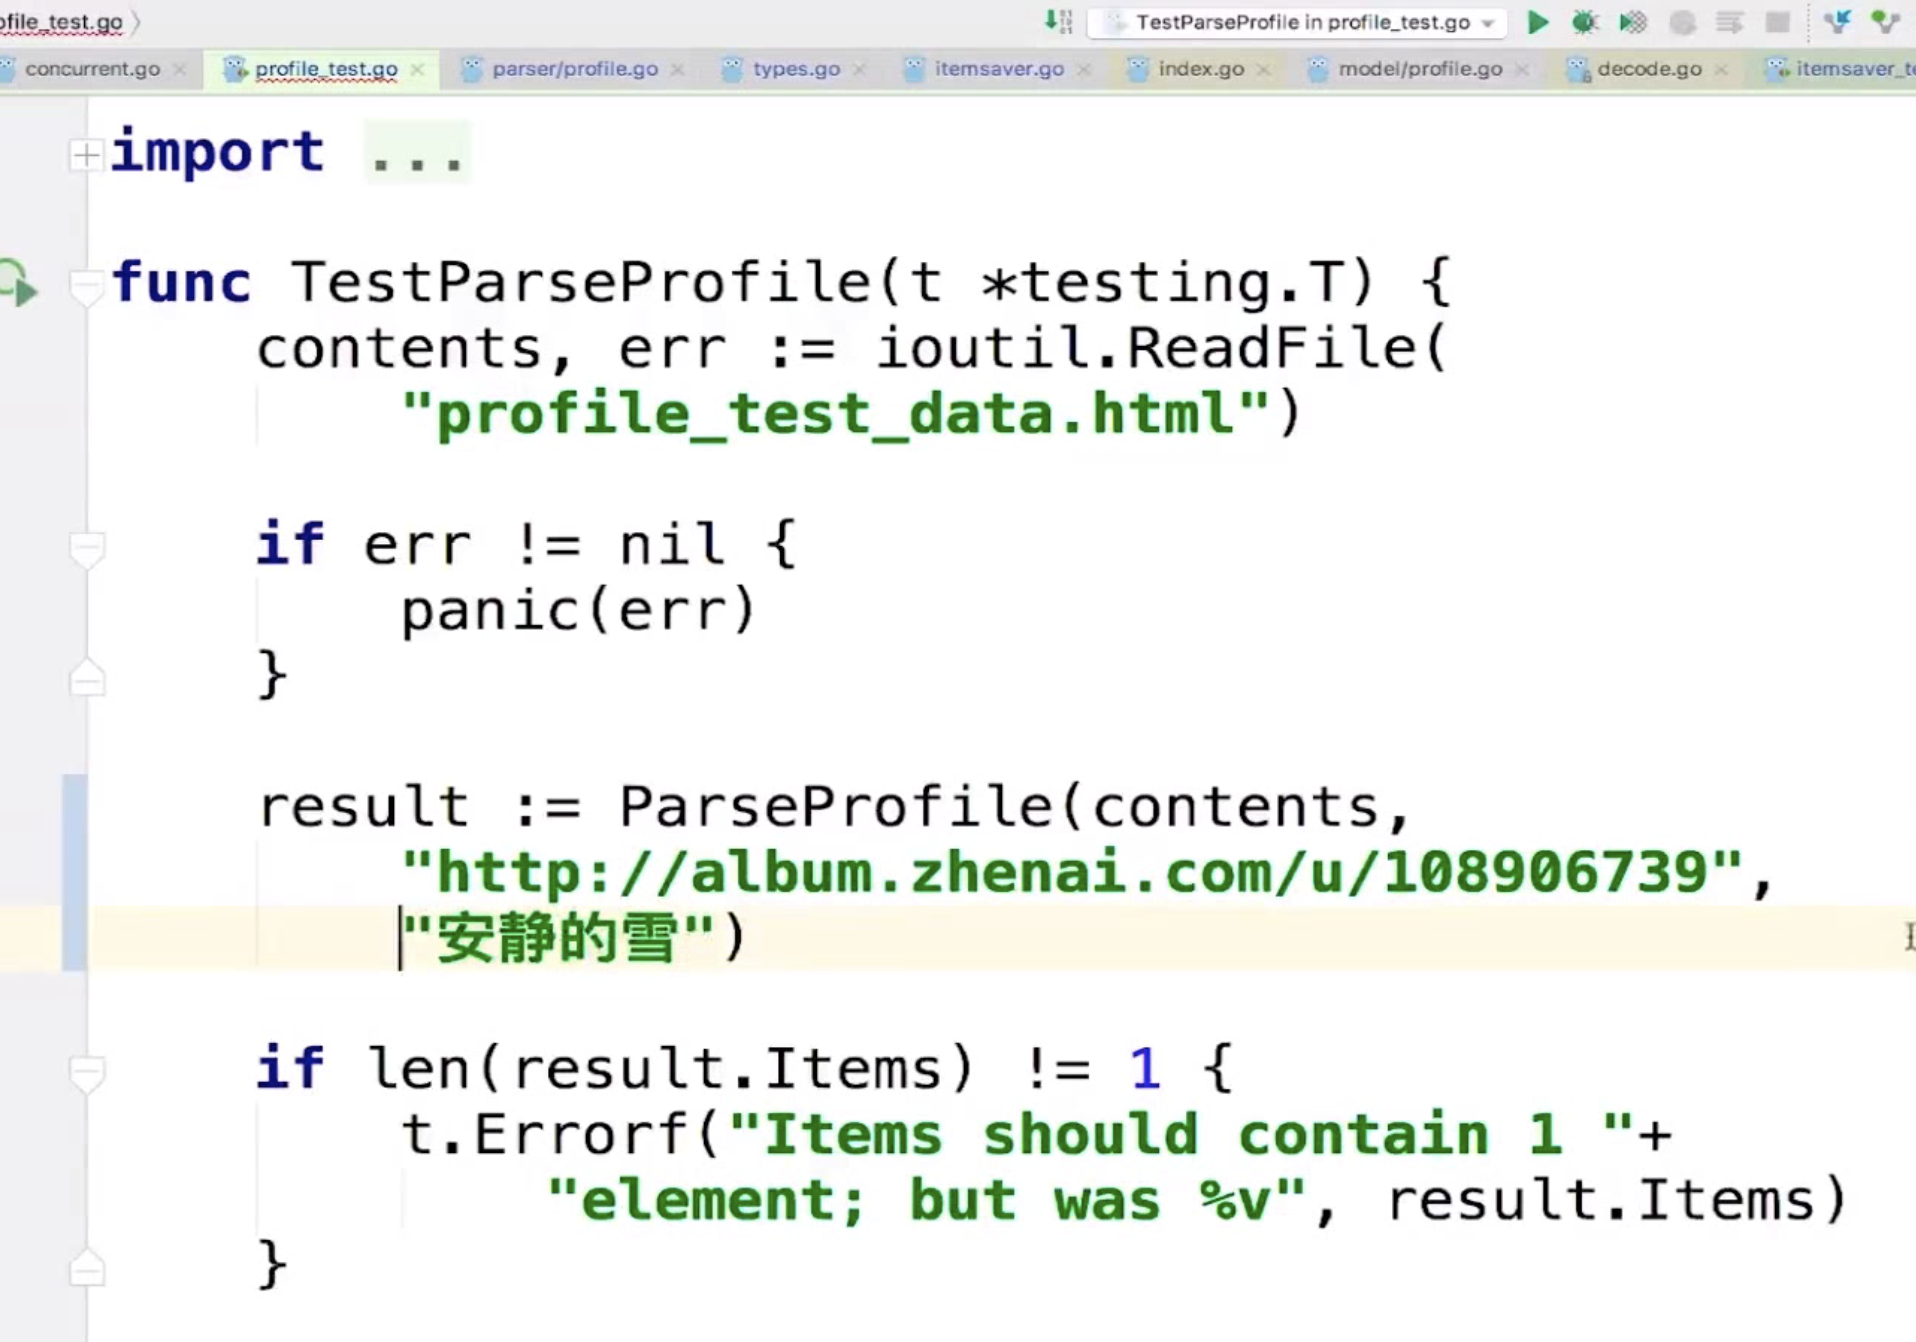 file_test.go
TestParseProfile in profile_test.go
concurrent.go profile_test.go parser/profile.go types.go itemsaver.go index.go model/profile.go decode.go itemsaver_te
import ...
func TestParseProfile(t *testing.T) {
contents, err := ioutil.ReadFile(
"profile_test_data.html")
if err != nil {
panic(err)
}
result := ParseProfile(contents,
"http://album.zhenai.com/u/108906739",
"安静的雪")
if len(result.Items) != 1 {
t.Errorf("Items should contain 1 "+
"element; but was %v", result.Items)
}